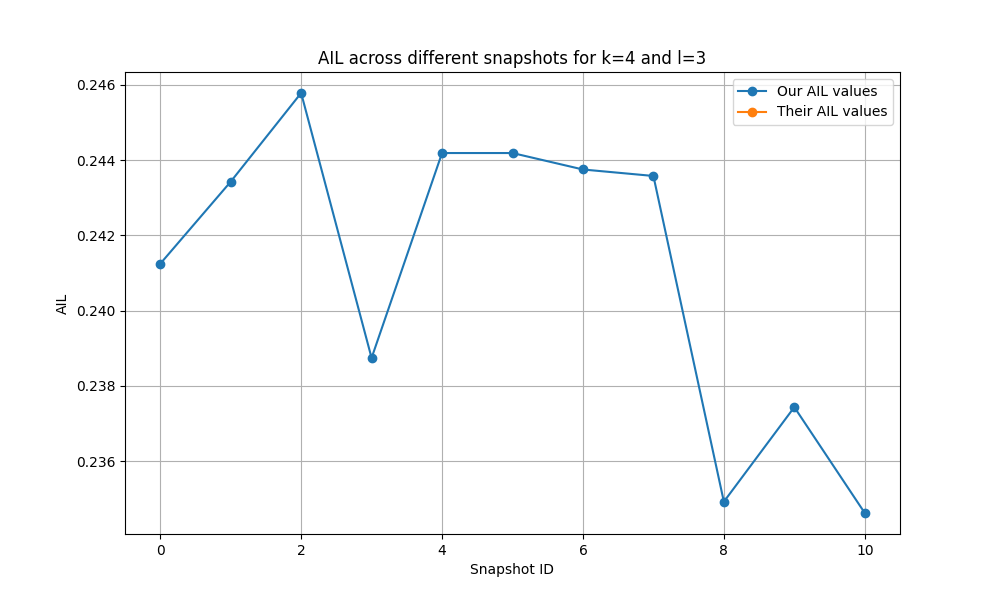 AIL across different snapshots for k=4 and l=3
Our AIL values
Their AIL values
0.246
0.244
0.242
0.240
0.238
0.236
AIL
0
2
4
6
8
10
Snapshot ID